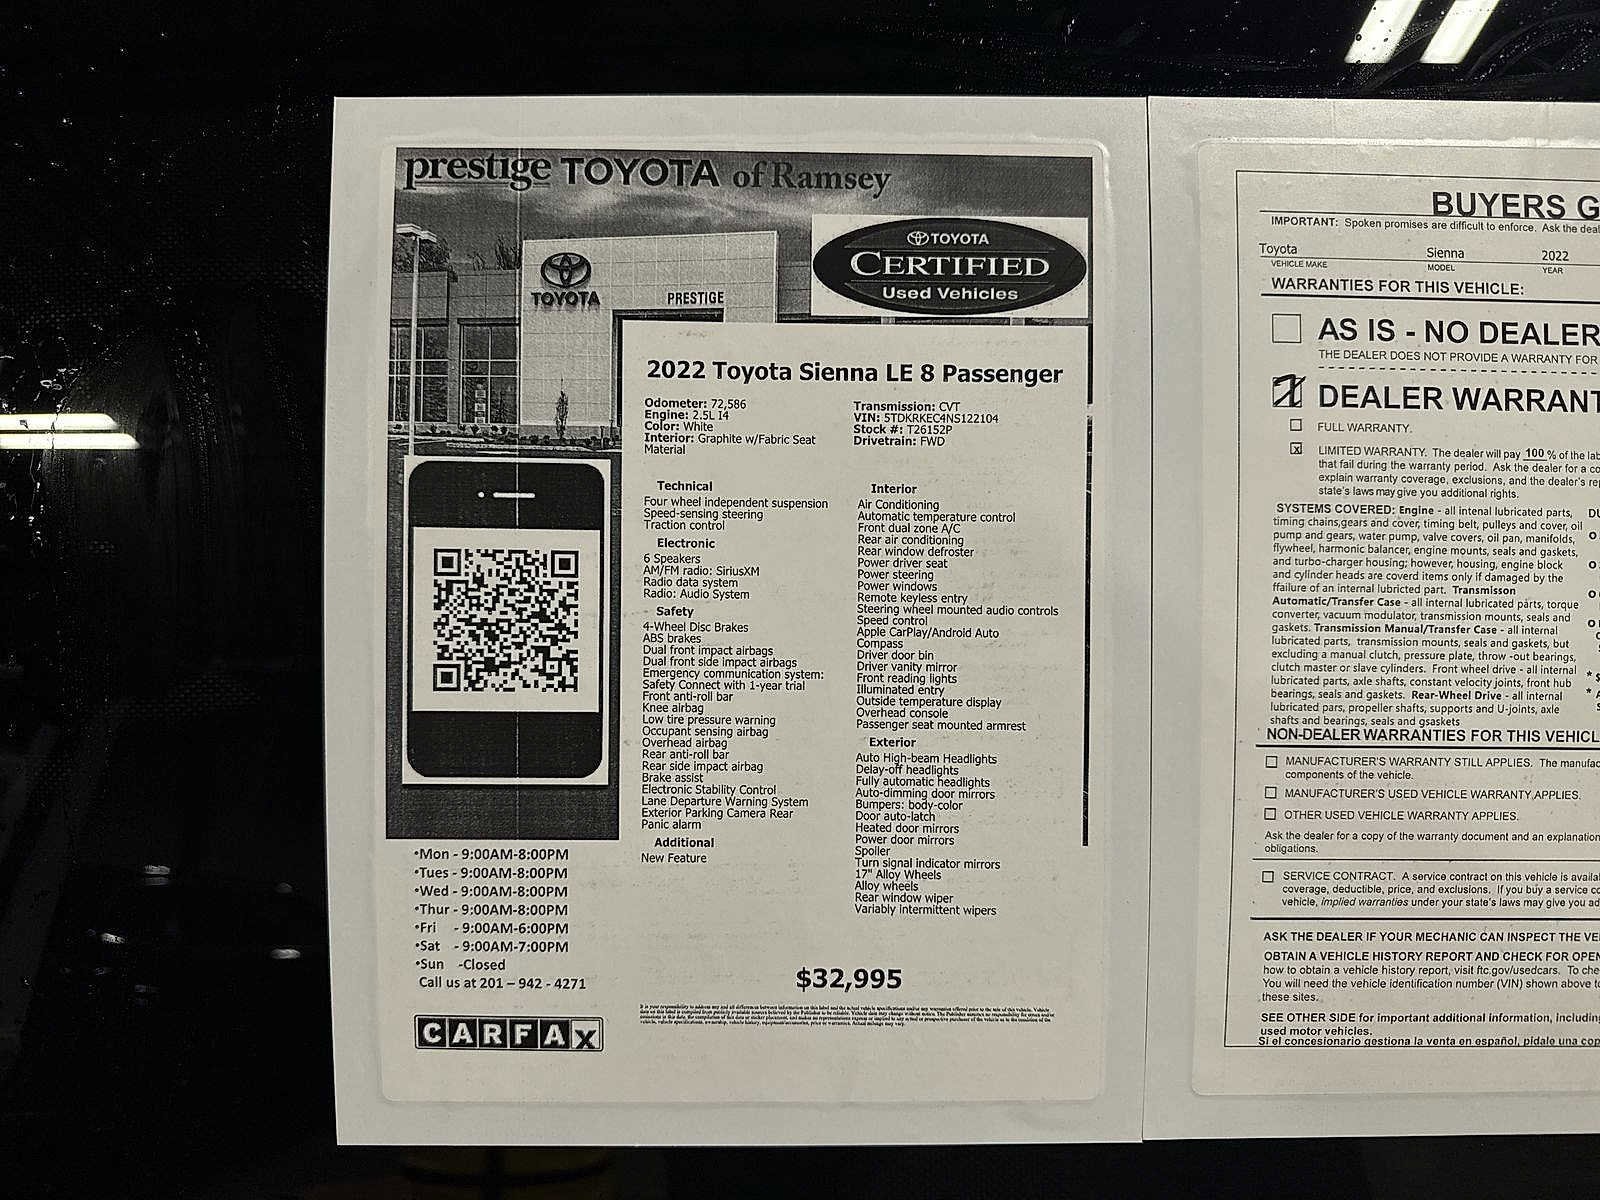 prestige TOYOTA of Ramsey
TOYOTA
CERTIFIED
Used Vehicles
TOYOTA
PRESTIGE
2022 Toyota Sienna LE 8 Passenger
Odometer: 72,586
Engine: 2.5L I4
Color: White
Interior: Graphite w/Fabric Seat
Material
Transmission: CVT
VIN: 5TDKRKEC4NS122104
Stock #: T26152P
Drivetrain: FWD
Technical
Four wheel independent suspension
Speed-sensing steering
Traction control
Electronic
6 Speakers
AM/FM radio: SiriusXM
Radio data system
Radio: Audio System
Safety
4-Wheel Disc Brakes
ABS brakes
Dual front impact airbags
Dual front side impact airbags
Emergency communication system:
Safety Connect with 1-year trial
Front anti-roll bar
Knee airbag
Low tire pressure warning
Occupant sensing airbag
Overhead airbag
Rear anti-roll bar
Rear side impact airbag
Brake assist
Electronic Stability Control
Lane Departure Warning System
Exterior Parking Camera Rear
Panic alarm
Additional
New Feature
Interior
Air Conditioning
Automatic temperature control
Front dual zone A/C
Rear air conditioning
Rear window defroster
Power driver seat
Power steering
Power windows
Remote keyless entry
Steering wheel mounted audio controls
Speed control
Apple CarPlay/Android Auto
Compass
Driver door bin
Driver vanity mirror
Front reading lights
Illuminated entry
Outside temperature display
Overhead console
Passenger seat mounted armrest
Exterior
Auto High-beam Headlights
Delay-off headlights
Fully automatic headlights
Auto-dimming door mirrors
Bumpers: body-color
Door auto-latch
Heated door mirrors
Power door mirrors
Spoiler
Turn signal indicator mirrors
17" Alloy Wheels
Alloy wheels
Rear window wiper
Variably intermittent wipers
•Mon - 9:00AM-8:00PM
•Tues - 9:00AM-8:00PM
•Wed - 9:00AM-8:00PM
•Thur - 9:00AM-8:00PM
•Fri - 9:00AM-6:00PM
•Sat - 9:00AM-7:00PM
•Sun -Closed
Call us at 201 – 942 - 4271
$32,995
CARFAX
BUYERS G
IMPORTANT: Spoken promises are difficult to enforce. Ask the deal
Toyota Sienna 2022
VEHICLE MAKE MODEL YEAR
WARRANTIES FOR THIS VEHICLE:
AS IS - NO DEALER
THE DEALER DOES NOT PROVIDE A WARRANTY FOR
DEALER WARRANT
FULL WARRANTY.
X LIMITED WARRANTY. The dealer will pay 100 % of the lab
that fail during the warranty period. Ask the dealer for a co
explain warranty coverage, exclusions, and the dealer's rep
state's laws may give you additional rights.
SYSTEMS COVERED: Engine - all intenal lubricated parts,
timing chains,gears and cover, timing belt, pulleys and cover, oil
pump and gears, water pump, valve covers, oil pan, manifolds,
flywheel, harmonic balancer, engine mounts, seals and gaskets,
and turbo-charger housing; however, housing, engine block
and cylinder heads are coverd items only if damaged by the
ffailure of an internal lubricted part. Transmisson
Automatic/Transfer Case - all internal lubricated parts, torque
converter, vacuum modulator, transmission mounts, seals and
gaskets. Transmission Manual/Transfer Case - all internal
lubricated parts, transmission mounts, seals and gaskets, but
excluding a manual clutch, pressure plate, throw -out bearings,
clutch master or slave cylinders. Front wheel drive - all internal
lubricated parts, axle shafts, constant velocity joints, front hub
bearings, seals and gaskets. Rear-Wheel Drive - all internal
lubricated pars, propeller shafts, supports and U-joints, axle
shafts and bearings, seals and gsaskets
NON-DEALER WARRANTIES FOR THIS VEHICL
MANUFACTURER'S WARRANTY STILL APPLIES. The manufac
components of the vehicle.
MANUFACTURER'S USED VEHICLE WARRANTY APPLIES.
OTHER USED VEHICLE WARRANTY APPLIES.
Ask the dealer for a copy of the warranty document and an explanation
obligations.
SERVICE CONTRACT. A service contract on this vehicle is availa
coverage, deductible, price, and exclusions. If you buy a service co
vehicle, implied warranties under your state's laws may give you ad
ASK THE DEALER IF YOUR MECHANIC CAN INSPECT THE VE
OBTAIN A VEHICLE HISTORY REPORT AND CHECK FOR OPEN
how to obtain a vehicle history report, visit ftc.gov/usedcars. To che
You will need the vehicle identification number (VIN) shown above to
these sites.
SEE OTHER SIDE for important additional information, including
used motor vehicles.
Si el concesionario gestiona la venta en español, pidale una cop